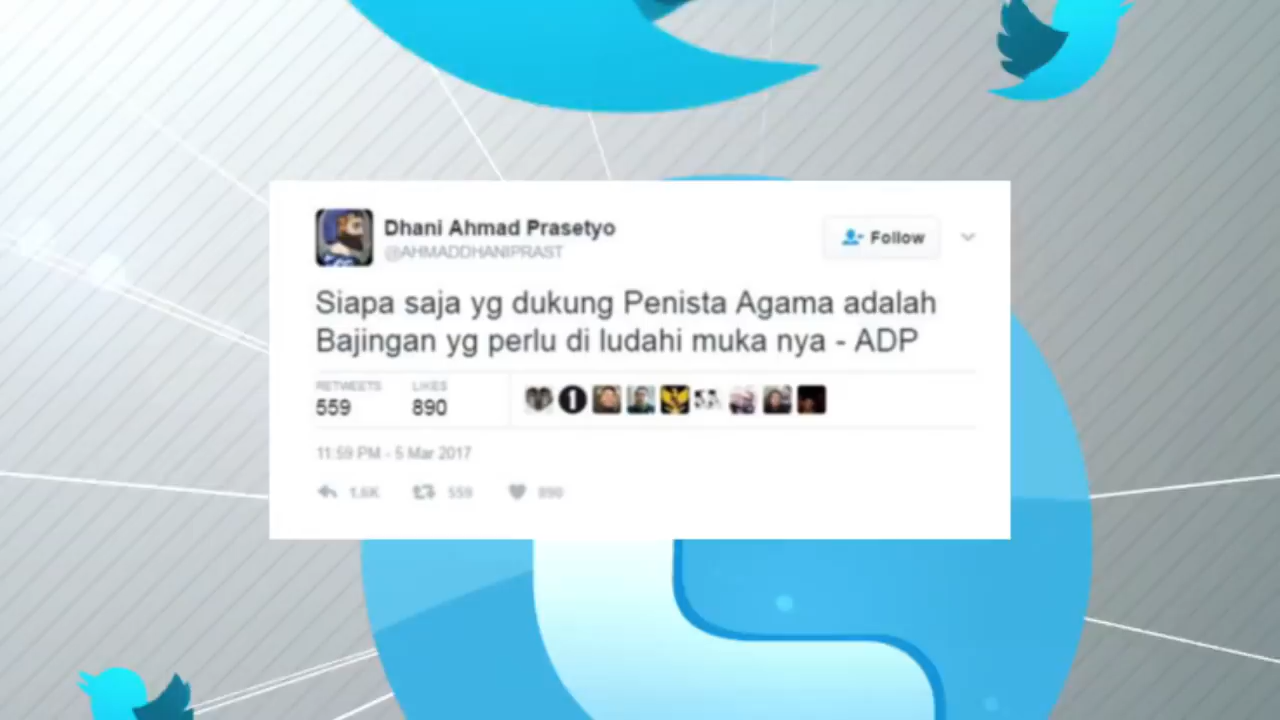 Dhani Ahmad Prasetyo
@AHMADDHANIPRAST
Follow
Siapa saja yg dukung Penista Agama adalah
Bajingan yg perlu di ludahi muka nya - ADP
RETWEETS LIKES
559 890
11:59 PM - 5 Mar 2017
1.6K 559 890